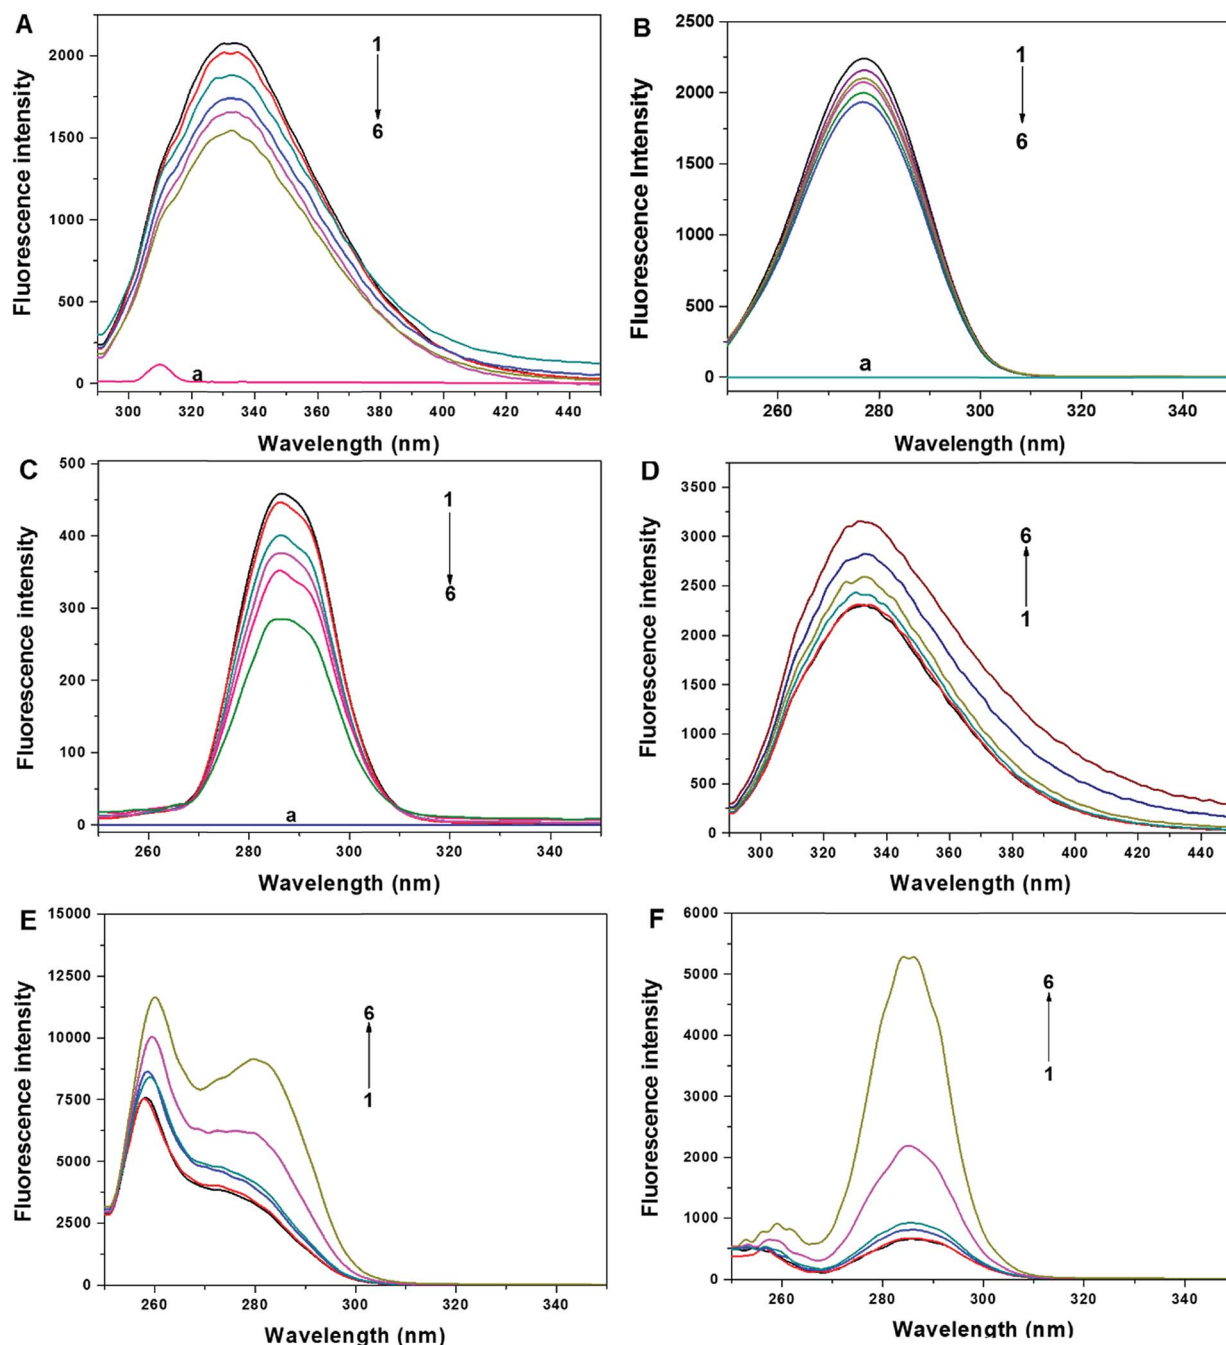 A
Fluorescence intensity
2000
1500
1000
500
0
1
6
a
300 320 340 360 380 400 420 440
Wavelength (nm)
B
Fluorescence Intensity
2500
2000
1500
1000
500
0
1
6
a
260 280 300 320 340
Wavelength (nm)
C
Fluorescence intensity
500
400
300
200
100
0
1
6
a
260 280 300 320 340
Wavelength (nm)
D
Fluorescence intensity
3500
3000
2500
2000
1500
1000
500
0
6
1
300 320 340 360 380 400 420 440
Wavelength (nm)
E
Fluorescence intensity
15000
12500
10000
7500
5000
2500
0
6
1
260 280 300 320 340
Wavelength (nm)
F
Fluorescence intensity
6000
5000
4000
3000
2000
1000
0
6
1
260 280 300 320 340
Wavelength (nm)